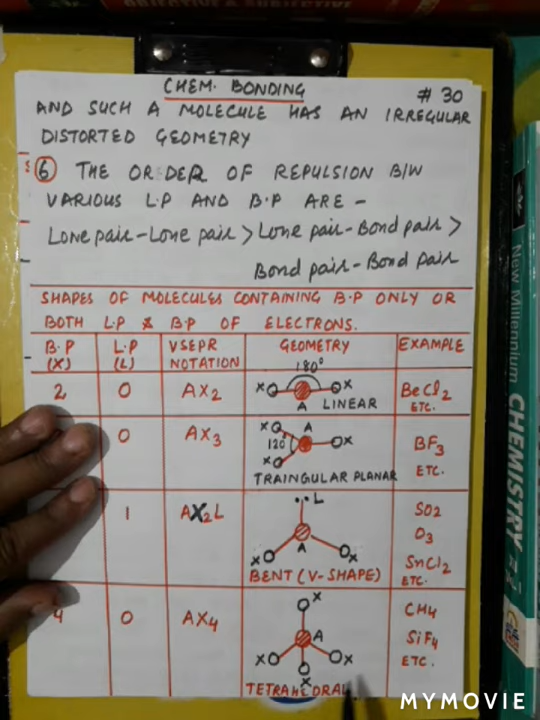 CHEM. BONDING # 30
AND SUCH A MOLECULE HAS AN IRREGULAR
DISTORTED GEOMETRY
6 THE ORDER OF REPULSION B/W
VARIOUS L.P AND B.P ARE -
Lone pair - Lone pair > Lone pair - Bond pair >
Bond pair - Bond pair
SHAPES OF MOLECULES CONTAINING B.P ONLY OR
BOTH L.P & B.P OF ELECTRONS.
B.P (X) L.P (L) VSEPR NOTATION GEOMETRY EXAMPLE
2 0 AX2 180° X X A LINEAR BeCl2 ETC.
0 AX3 X A 120° X X TRAINGULAR PLANAR BF3 ETC.
1 AX2L L A X X BENT (V-SHAPE) SO2 O3 SnCl2 ETC.
4 0 AX4 X A X X X TETRAHEDRAL CH4 SiF4 ETC.
New Millennium
CHEMISTRY
MYMOVIE